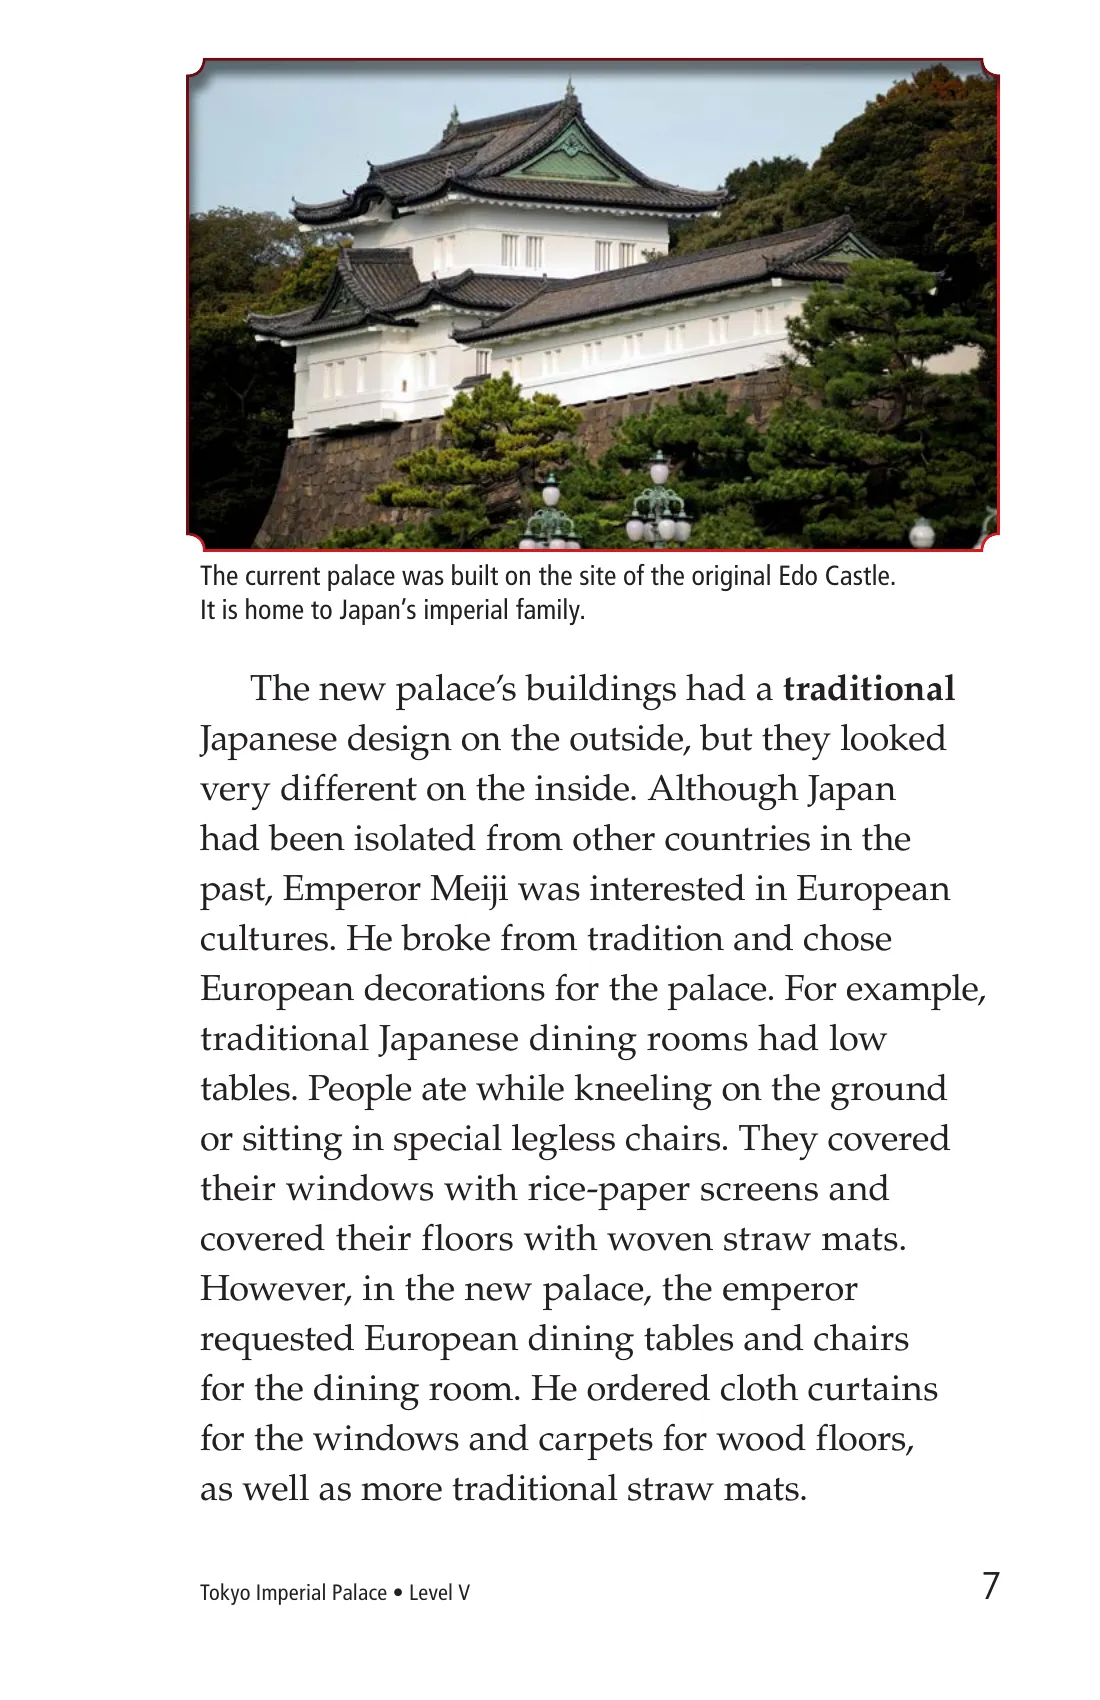 The current palace was built on the site of the original Edo Castle.
It is home to Japan’s imperial family.
The new palace’s buildings had a traditional
Japanese design on the outside, but they looked
very different on the inside. Although Japan
had been isolated from other countries in the
past, Emperor Meiji was interested in European
cultures. He broke from tradition and chose
European decorations for the palace. For example,
traditional Japanese dining rooms had low
tables. People ate while kneeling on the ground
or sitting in special legless chairs. They covered
their windows with rice-paper screens and
covered their floors with woven straw mats.
However, in the new palace, the emperor
requested European dining tables and chairs
for the dining room. He ordered cloth curtains
for the windows and carpets for wood floors,
as well as more traditional straw mats.
Tokyo Imperial Palace • Level V
7